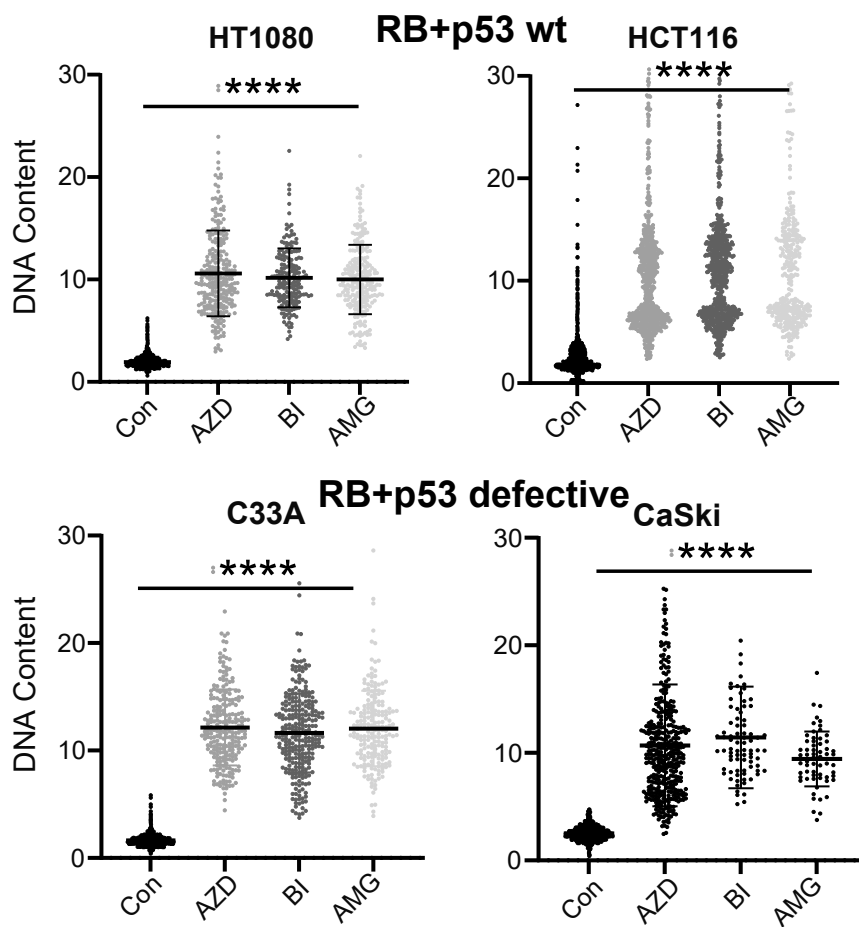 RB+p53 wt
HT1080
HCT116
DNA Content
30
20
10
0
****
Con
AZD
BI
AMG
30
20
10
0
****
Con
AZD
BI
AMG
RB+p53 defective
C33A
CaSki
DNA Content
30
20
10
0
****
Con
AZD
BI
AMG
30
20
10
0
****
Con
AZD
BI
AMG